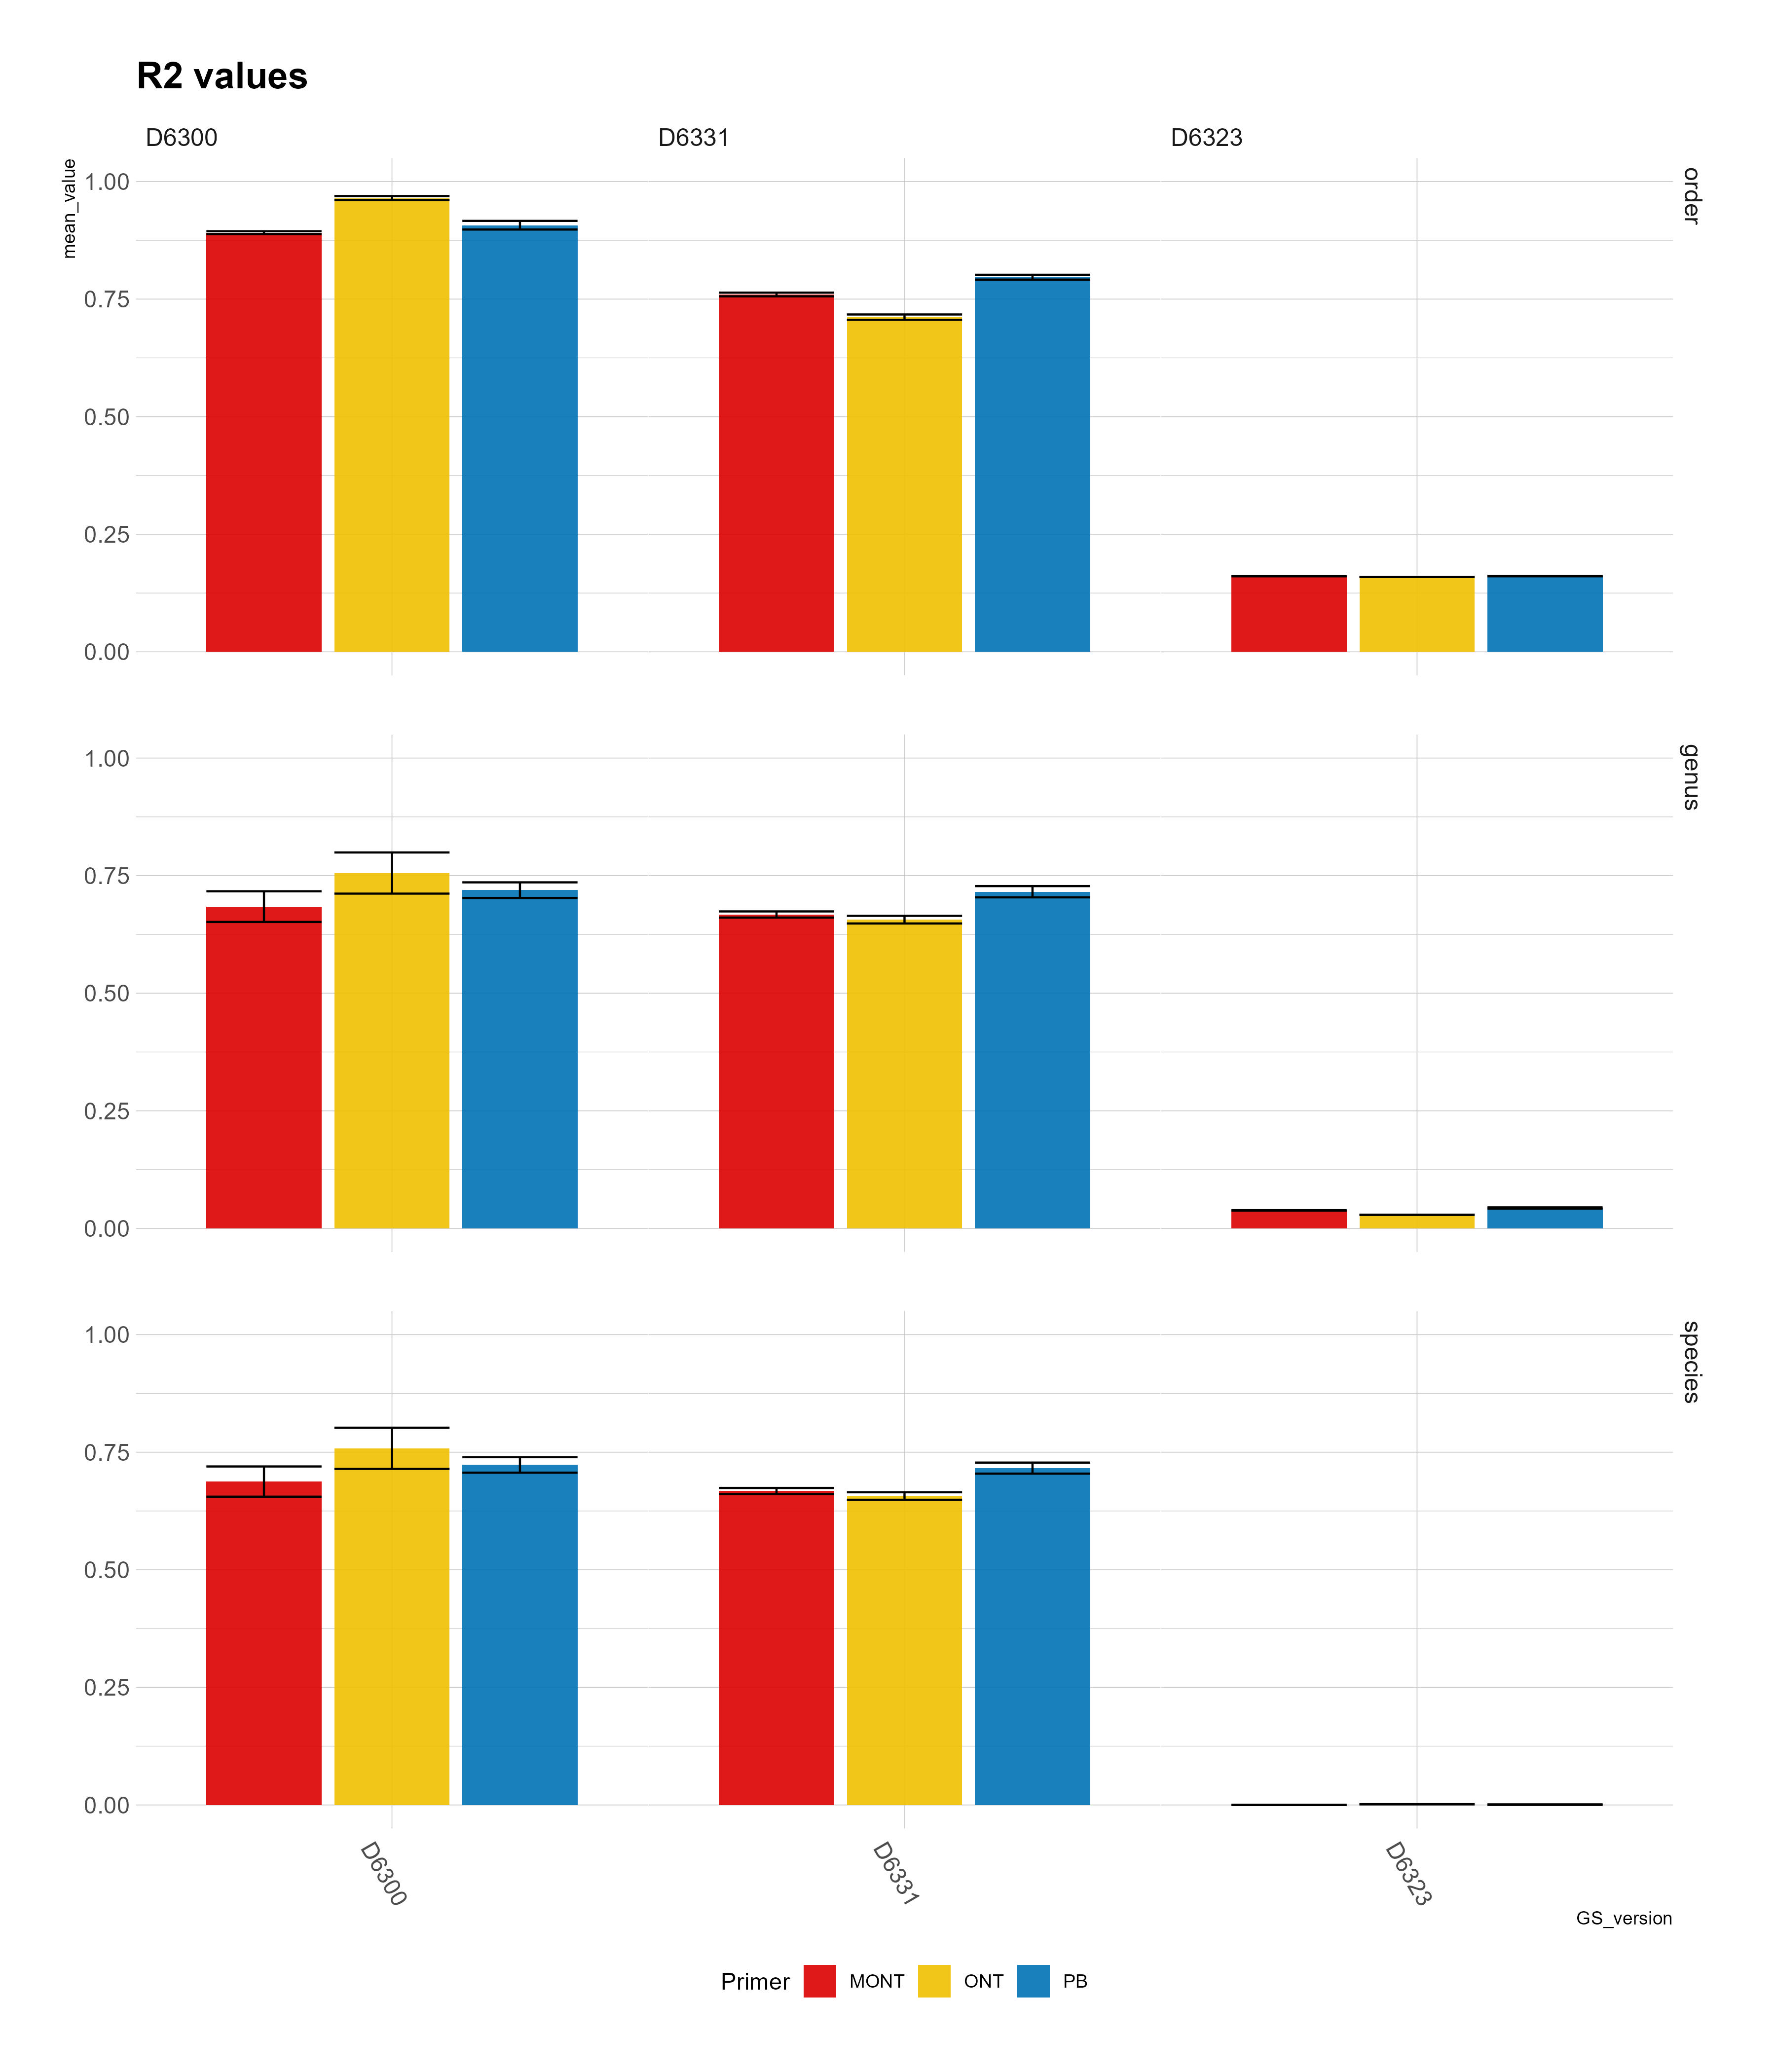 R2 values
D6300 D6331 D6323
mean_value
1.00
0.75
0.50
0.25
0.00
order
1.00
0.75
0.50
0.25
0.00
genus
1.00
0.75
0.50
0.25
0.00
species
D6300 D6331 D6323
GS_version
Primer MONT ONT PB